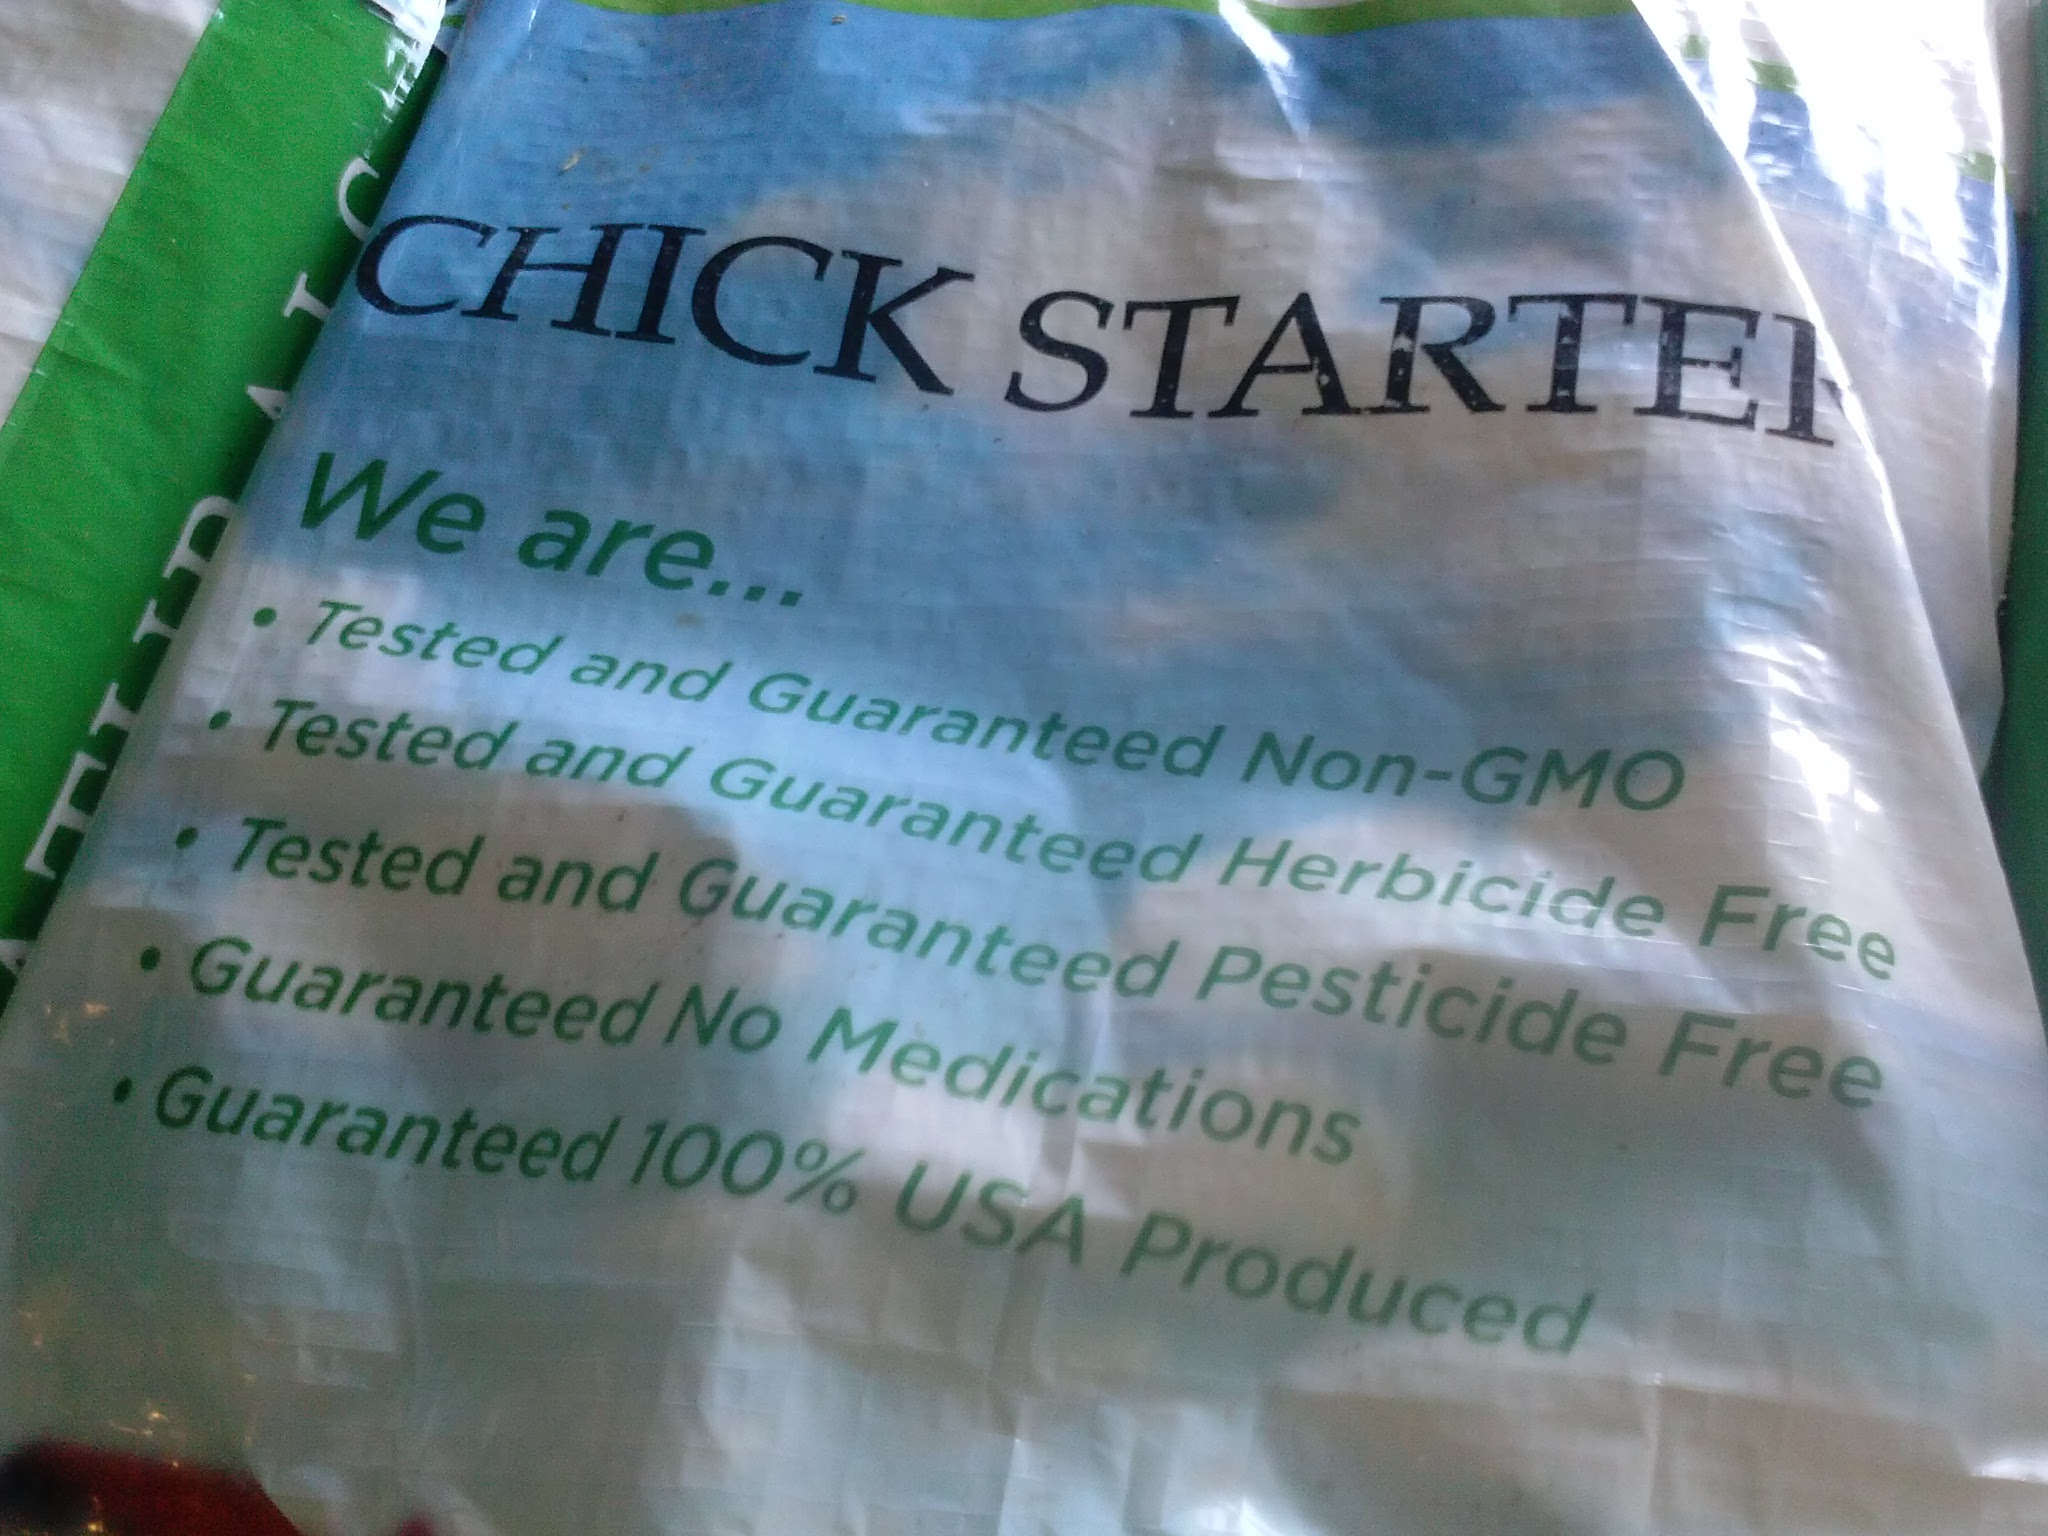 CHICK STARTER
We are...
• Tested and Guaranteed Non-GMO
• Tested and Guaranteed Herbicide Free
• Tested and Guaranteed Pesticide Free
• Guaranteed No Medications
• Guaranteed 100% USA Produced